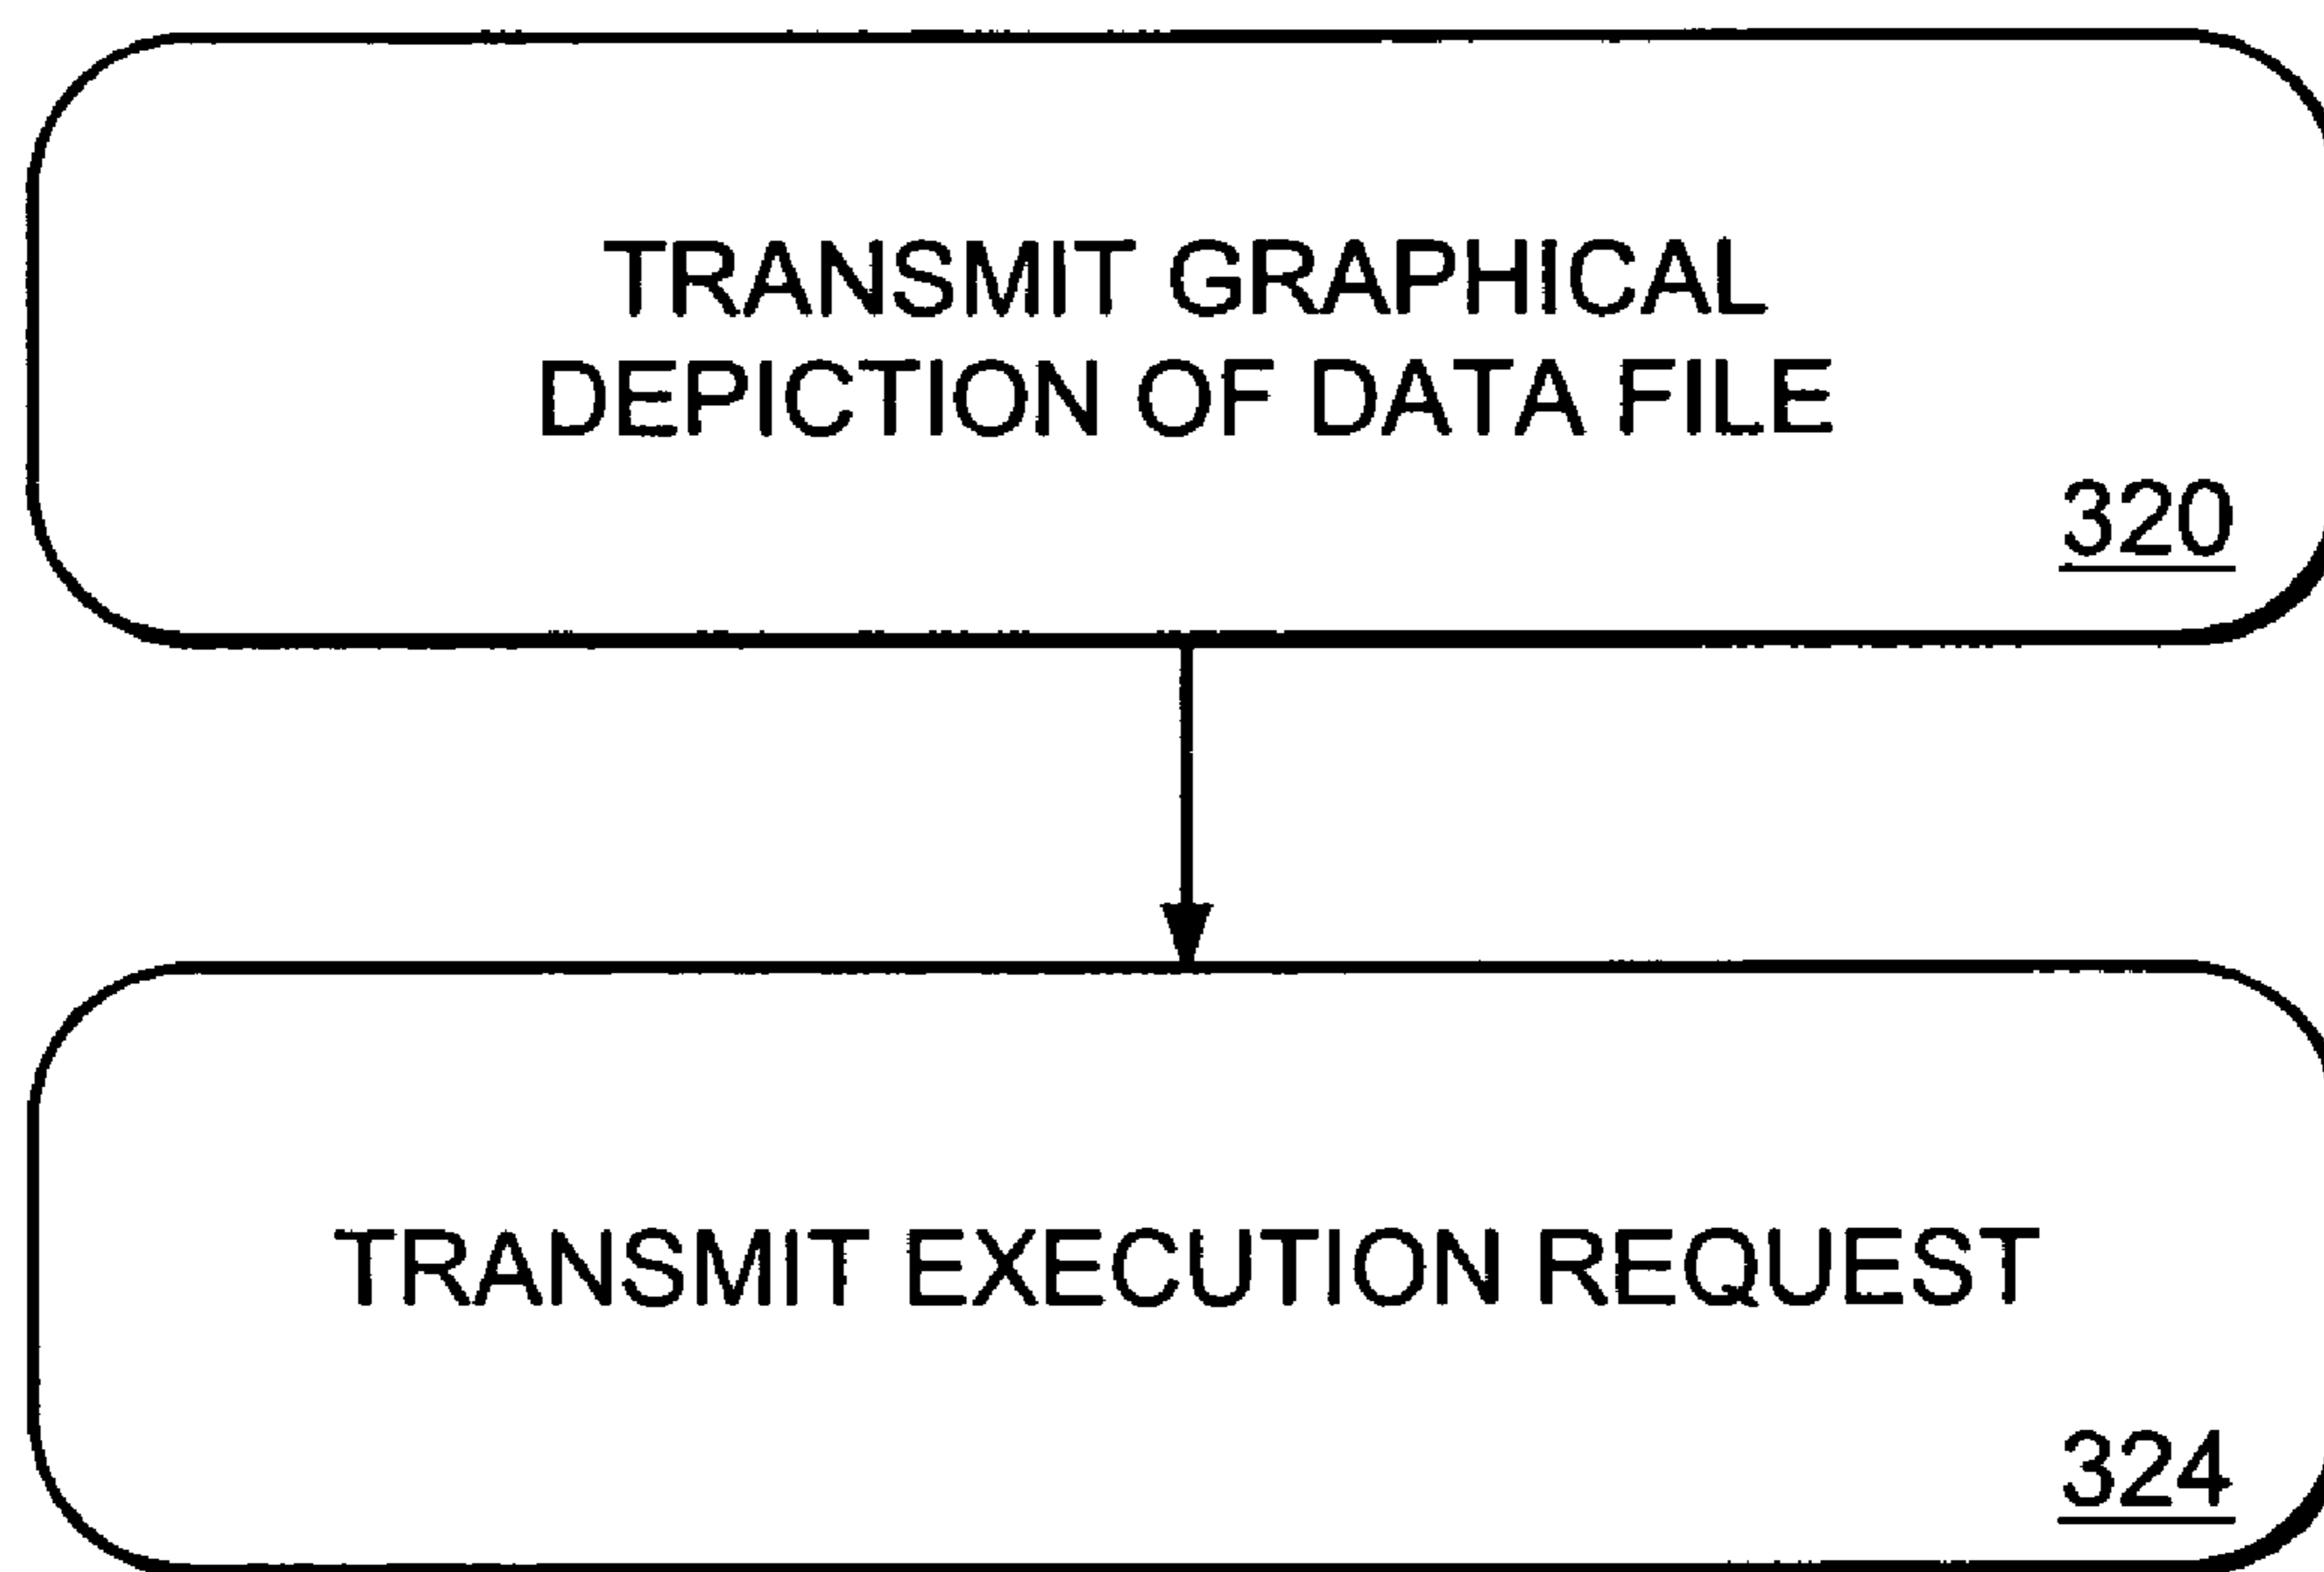 TRANSMIT GRAPHICAL
DEPICTION OF DATA FILE
320
TRANSMIT EXECUTION REQUEST
324